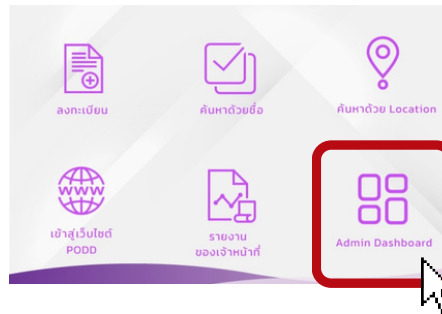 ลงทะเบียน
ค้นหาด้วยชื่อ
ค้นหาด้วย Location
www
เข้าสู่เว็บไซต์
PODD
รายงาน
ของเจ้าหน้าที่
Admin Dashboard